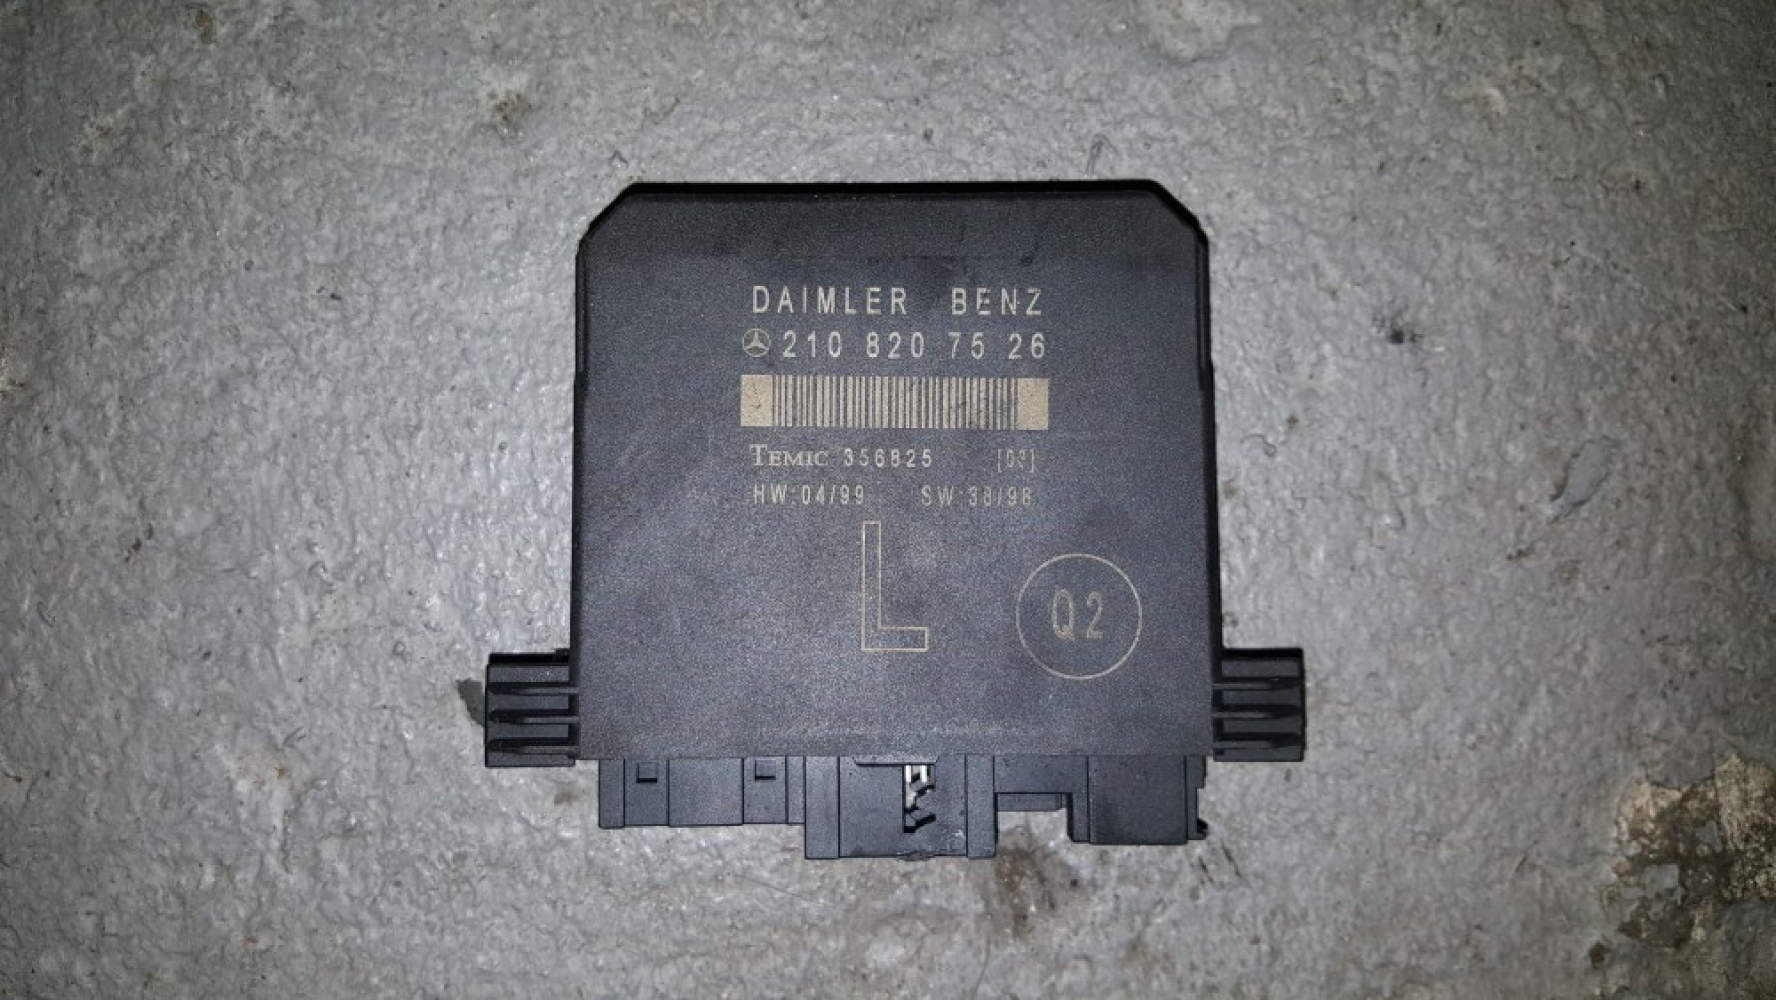 DAIMLER BENZ
210 820 75 26
TEMIC 356825 [03]
HW:04/99 SW:38/98
L
Q2